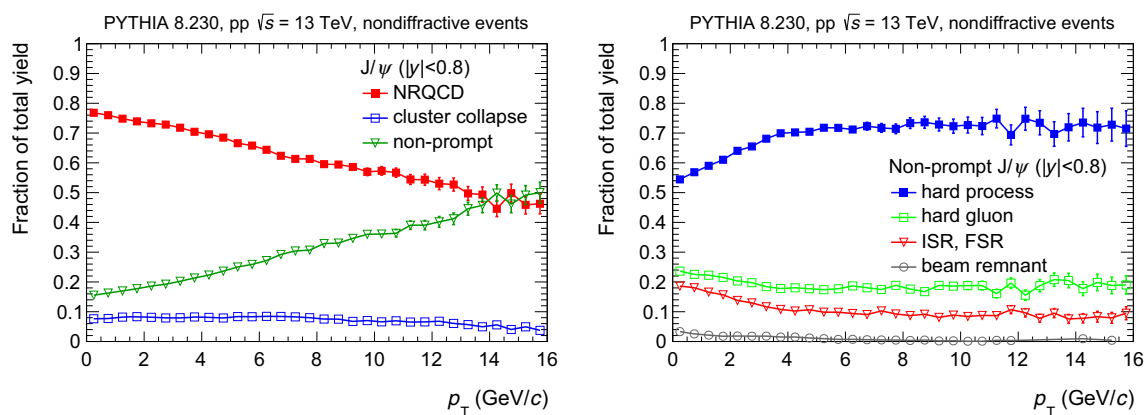 PYTHIA 8.230, pp √s = 13 TeV, nondiffractive events
Fraction of total yield
1
0.9
0.8
0.7
0.6
0.5
0.4
0.3
0.2
0.1
0
J/ψ (|y|<0.8)
NRQCD
cluster collapse
non-prompt
0 2 4 6 8 10 12 14 16
p_T (GeV/c)
PYTHIA 8.230, pp √s = 13 TeV, nondiffractive events
Fraction of total yield
1
0.9
0.8
0.7
0.6
0.5
0.4
0.3
0.2
0.1
0
Non-prompt J/ψ (|y|<0.8)
hard process
hard gluon
ISR, FSR
beam remnant
0 2 4 6 8 10 12 14 16
p_T (GeV/c)